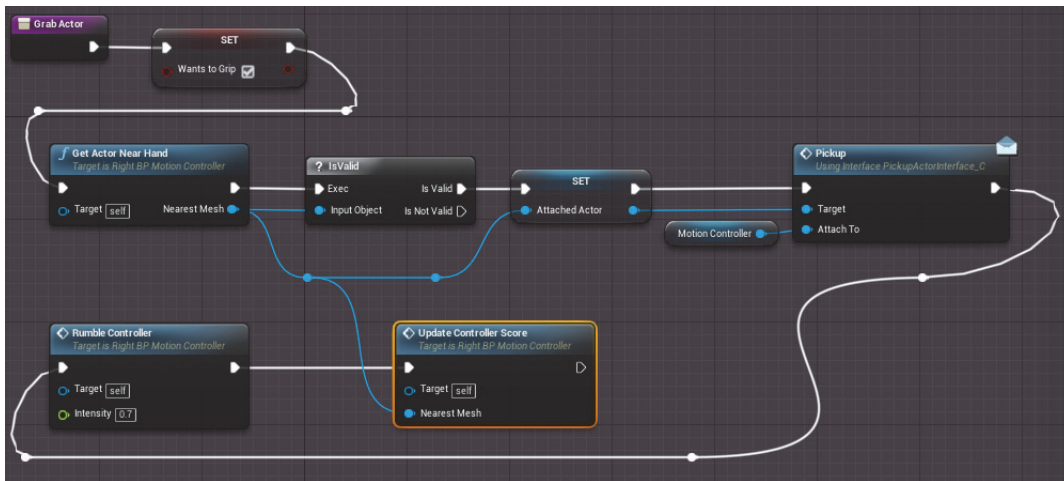 Grab Actor
SET
Wants to Grip
Get Actor Near Hand
Target is Right BP Motion Controller
Target self
Nearest Mesh
? IsValid
Exec
Is Valid
Input Object
Is Not Valid
SET
Attached Actor
Motion Controller
Pickup
Using Interface PickupActorInterface_C
Target
Attach To
Rumble Controller
Target is Right BP Motion Controller
Target self
Intensity 0.7
Update Controller Score
Target is Right BP Motion Controller
Target self
Nearest Mesh